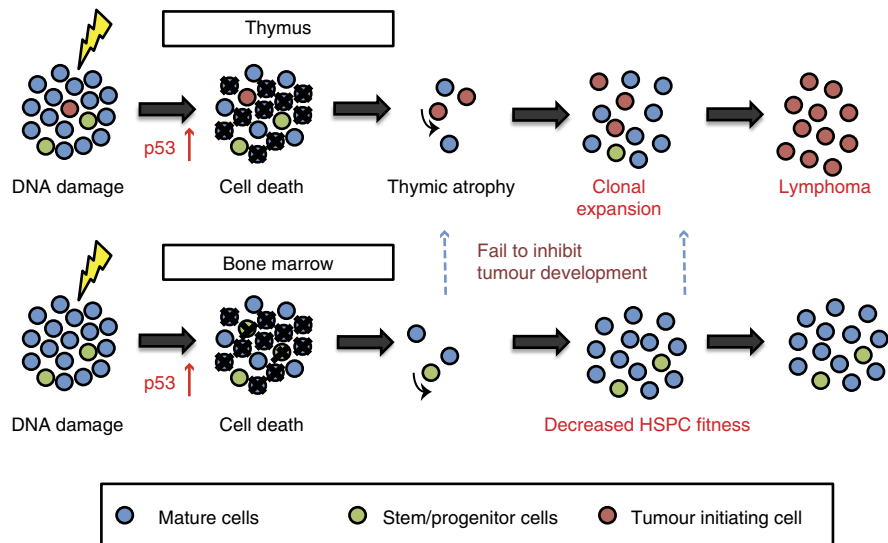 Thymus
p53
DNA damage
Cell death
Thymic atrophy
Clonal
expansion
Lymphoma
Fail to inhibit
tumour development
Bone marrow
p53
DNA damage
Cell death
Decreased HSPC fitness
Mature cells
Stem/progenitor cells
Tumour initiating cell